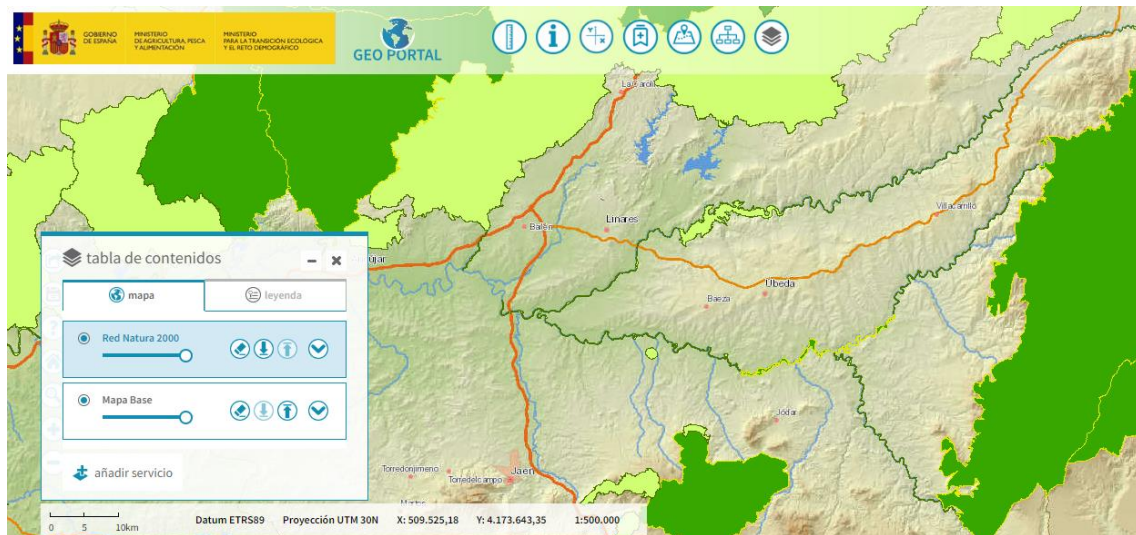 GOBIERNO
DE ESPAÑA
MINISTERIO
DE AGRICULTURA, PESCA
Y ALIMENTACIÓN
MINISTERIO
PARA LA TRANSICIÓN ECOLÓGICA
Y EL RETO DEMOGRÁFICO
GEO PORTAL
Linares
Bailén
Villacarrillo
Úbeda
Baeza
Jódar
Torredonjimeno
Torredelcampo
Jaén
tabla de contenidos
mapa
leyenda
Red Natura 2000
Mapa Base
añadir servicio
0 5 10km
Datum ETRS89 Proyección UTM 30N X: 509.525,18 Y: 4.173.643,35 1:500.000